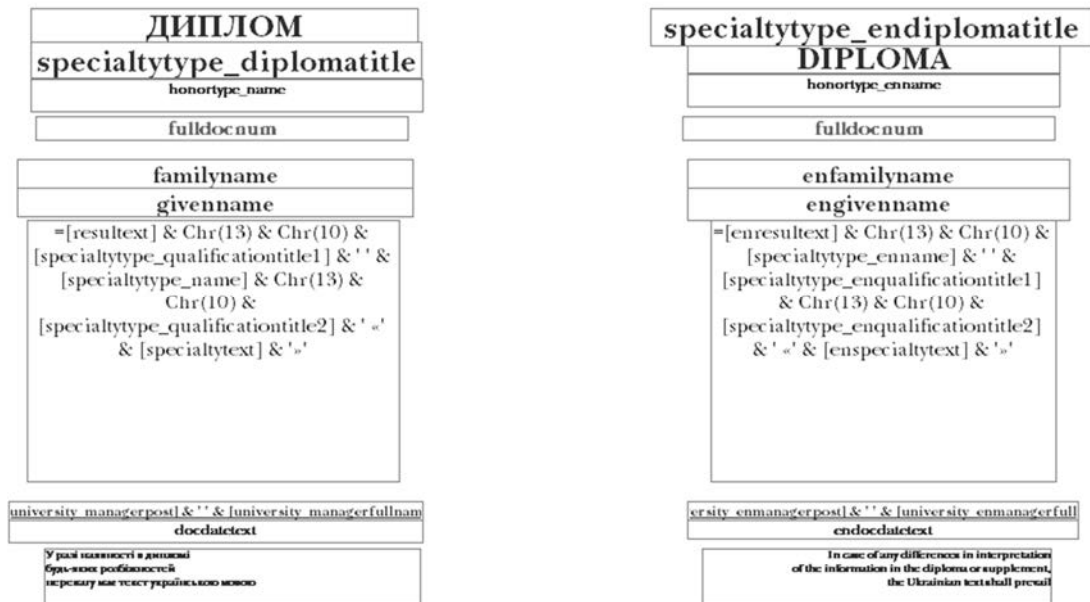 ДИПЛОМ
specialtytype_diplomatitle
honortype_name
fulldocnum
familyname
givenname
=[resultext] & Chr(13) & Chr(10) &
[specialtytype_qualificationtitle1] & ' ' &
[specialtytype_name] & Chr(13) &
Chr(10) &
[specialtytype_qualificationtitle2] & ' «'
& [specialtytext] & '»'
university_managerpost] & ' ' & [university_managerfullnam
docdatetext
У разі наявності в дипломі
будь-яких розбіжностей
перевагу має текст українською мовою
specialtytype_endiplomatitle
DIPLOMA
honortype_enname
fulldocnum
enfamilyname
engivenname
=[enresultext] & Chr(13) & Chr(10) &
[specialtytype_enname] & ' ' &
[specialtytype_enqualificationtitle1]
& Chr(13) & Chr(10) &
[specialtytype_enqualificationtitle2]
& ' «' & [enspecialtytext] & '»'
ersity_enmanagerpost] & ' ' & [university_enmanagerfull
endocdatetext
In case of any differences in interpretation
of the information in the diploma or supplement,
the Ukrainian text shall prevail